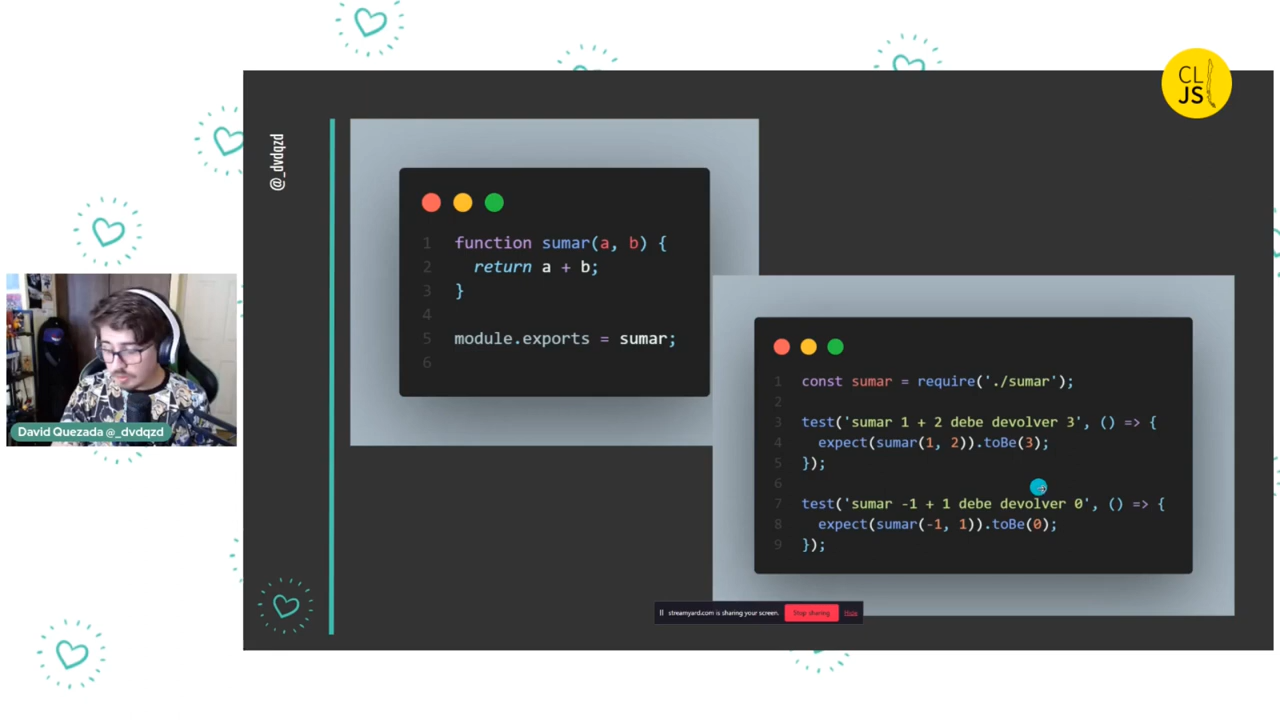 CL
JS
@_dvdqzd
1 function sumar(a, b) {
2 return a + b;
3 }
4
5 module.exports = sumar;
6
1 const sumar = require('./sumar');
2
3 test('sumar 1 + 2 debe devolver 3', () => {
4 expect(sumar(1, 2)).toBe(3);
5 });
6
7 test('sumar -1 + 1 debe devolver 0', () => {
8 expect(sumar(-1, 1)).toBe(0);
9 });
David Quezada @_dvdqzd
streamyard.com is sharing your screen. Stop sharing Hide